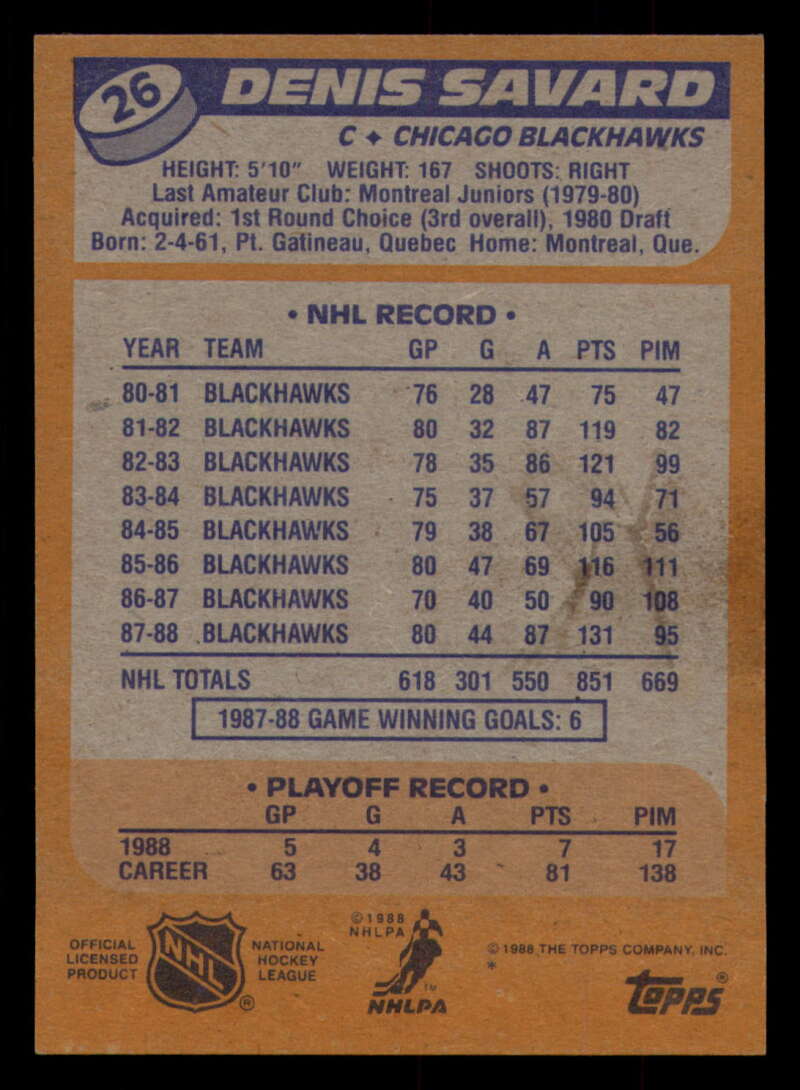 26
DENIS SAVARD
C ✦ CHICAGO BLACKHAWKS
HEIGHT: 5'10" WEIGHT: 167 SHOOTS: RIGHT
Last Amateur Club: Montreal Juniors (1979-80)
Acquired: 1st Round Choice (3rd overall), 1980 Draft
Born: 2-4-61, Pt. Gatineau, Quebec Home: Montreal, Que.
• NHL RECORD •
YEAR TEAM GP G A PTS PIM
80-81 BLACKHAWKS 76 28 47 75 47
81-82 BLACKHAWKS 80 32 87 119 82
82-83 BLACKHAWKS 78 35 86 121 99
83-84 BLACKHAWKS 75 37 57 94 71
84-85 BLACKHAWKS 79 38 67 105 56
85-86 BLACKHAWKS 80 47 69 116 111
86-87 BLACKHAWKS 70 40 50 90 108
87-88 BLACKHAWKS 80 44 87 131 95
NHL TOTALS 618 301 550 851 669
1987-88 GAME WINNING GOALS: 6
• PLAYOFF RECORD •
GP G A PTS PIM
1988 5 4 3 7 17
CAREER 63 38 43 81 138
OFFICIAL LICENSED PRODUCT
NHL ®
NATIONAL HOCKEY LEAGUE
© 1988 NHLPA
TM
NHLPA
© 1988 THE TOPPS COMPANY, INC.
*
topps ®